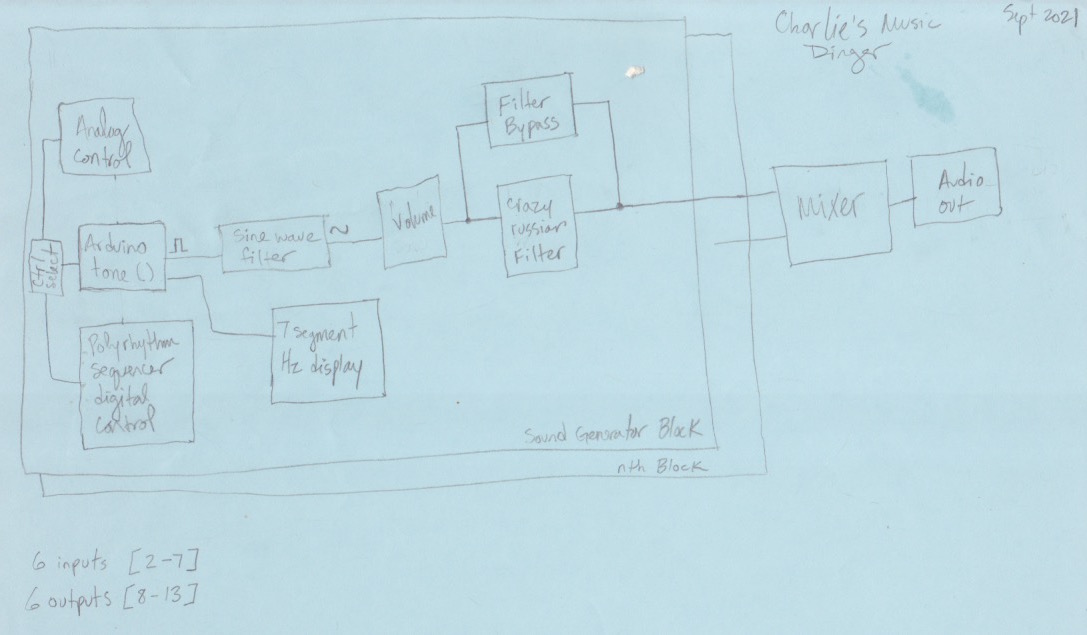 Charlie's Music
Dinger
Sept 2021
Analog
control
Filter
Bypass
Ctrl
Select
Arduino
tone ()
sine wave
filter
Volume
Crazy
russian
Filter
Mixer
Audio
out
Polyrhythm
sequencer
digital
control
7 segment
Hz display
Sound Generator Block
nth Block
6 inputs [2-7]
6 outputs [8-13]